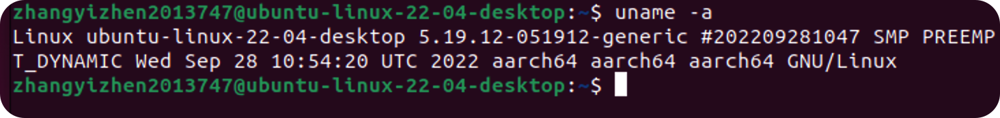 zhangyizhen2013747@ubuntu-linux-22-04-desktop:~$ uname -a
Linux ubuntu-linux-22-04-desktop 5.19.12-051912-generic #202209281047 SMP PREEMP
T_DYNAMIC Wed Sep 28 10:54:20 UTC 2022 aarch64 aarch64 aarch64 GNU/Linux
zhangyizhen2013747@ubuntu-linux-22-04-desktop:~$